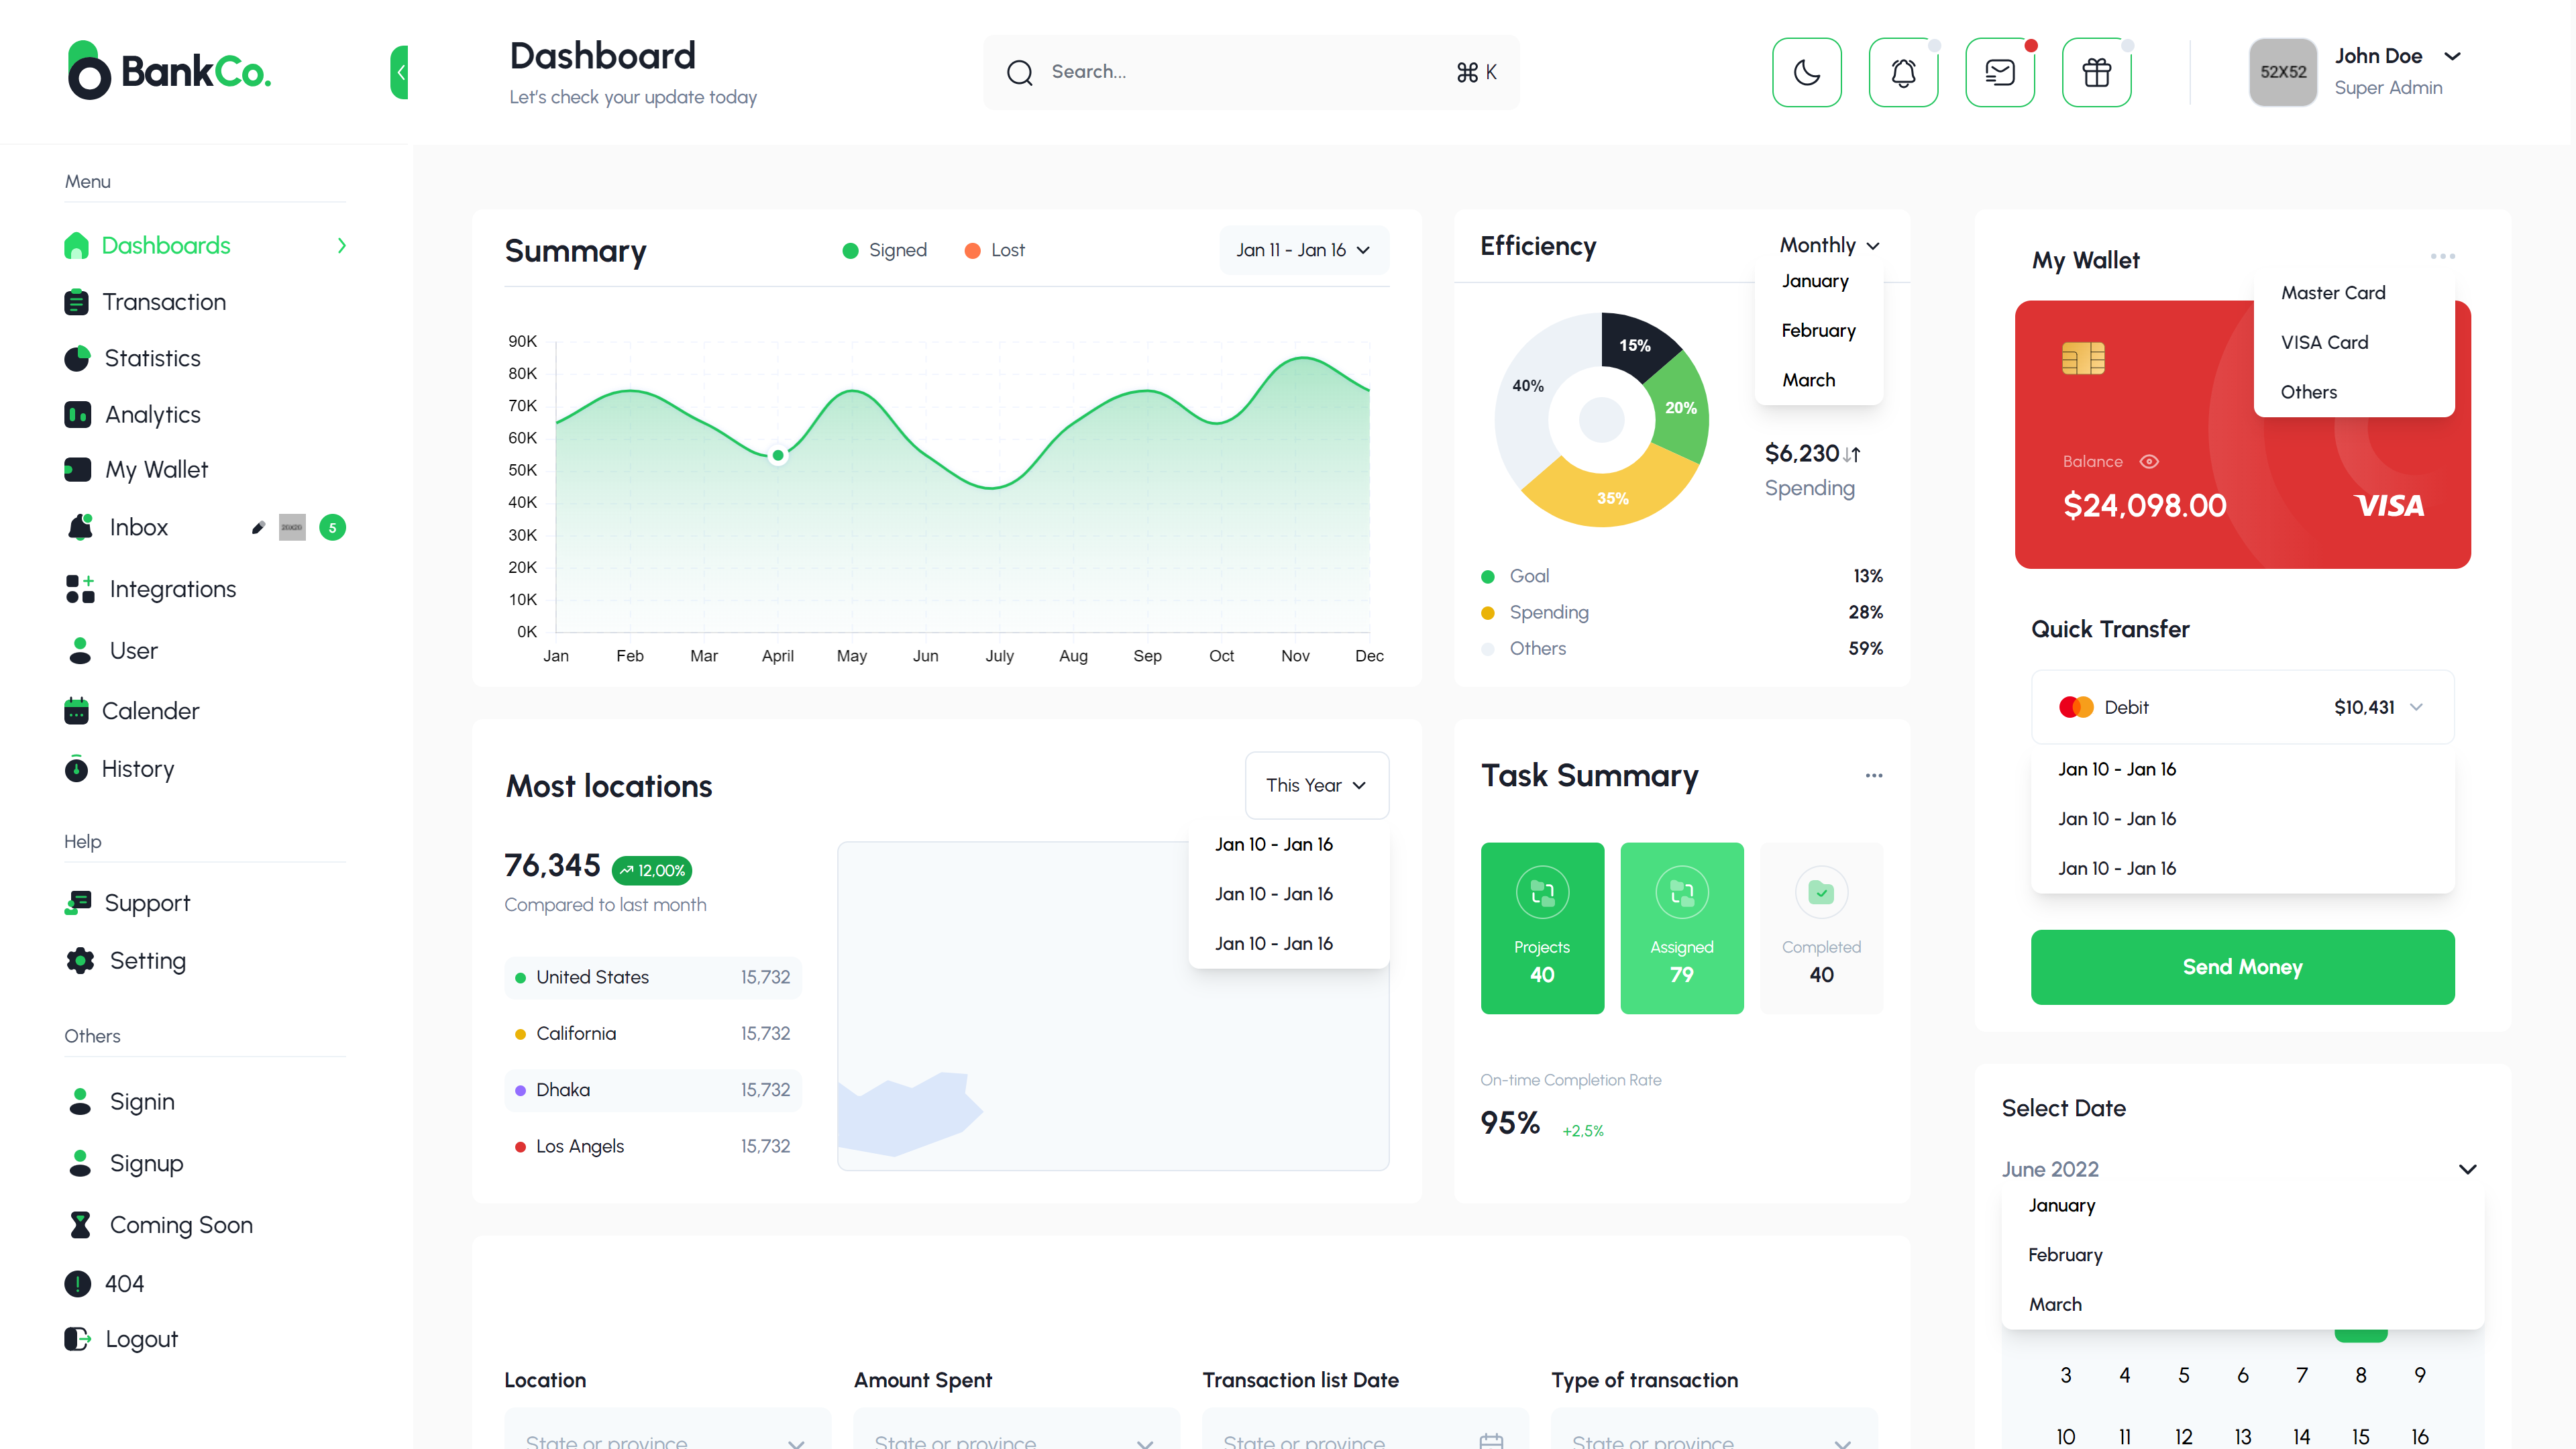 BankCo.
Dashboard
Let's check your update today
Search...
⌘ K
52X52
John Doe
Super Admin
Menu
Dashboards
Transaction
Statistics
Analytics
My Wallet
Inbox
5
Integrations
User
Calender
History
Help
Support
Setting
Others
Signin
Signup
Coming Soon
404
Logout
Summary
Signed
Lost
Jan 11 - Jan 16
90K
80K
70K
60K
50K
40K
30K
20K
10K
0K
Jan Feb Mar April May Jun July Aug Sep Oct Nov Dec
Efficiency
Monthly
January
February
March
15%
20%
35%
40%
$6,230
Spending
Goal 13%
Spending 28%
Others 59%
My Wallet
Master Card
VISA Card
Others
Balance
$24,098.00
VISA
Quick Transfer
Debit $10,431
Jan 10 - Jan 16
Jan 10 - Jan 16
Jan 10 - Jan 16
Send Money
Most locations
This Year
Jan 10 - Jan 16
Jan 10 - Jan 16
Jan 10 - Jan 16
76,345
12,00%
Compared to last month
United States 15,732
California 15,732
Dhaka 15,732
Los Angels 15,732
Task Summary
Projects
40
Assigned
79
Completed
40
On-time Completion Rate
95% +2,5%
Select Date
June 2022
January
February
March
3 4 5 6 7 8 9
10 11 12 13 14 15 16
Location
State or province
Amount Spent
State or province
Transaction list Date
State or province
Type of transaction
State or province